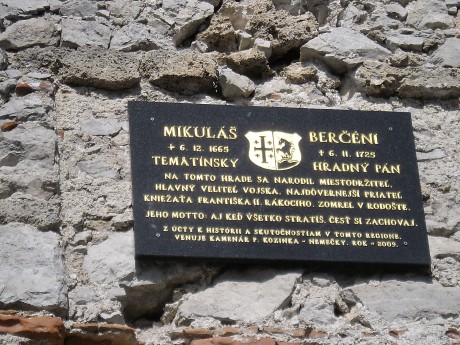 MIKULÁŠ BERČÉNI
+ 6. 12. 1665 + 6. 11. 1725
TEMATÍNSKY HRADNÝ PÁN
NA TOMTO HRADE SA NARODIL MIESTODRŽITEĽ,
HLAVNÝ VELITEĽ VOJSKA, NAJDÔVERNEJŠÍ PRIATEĽ
KNIEŽAŤA FRANTIŠKA II. RÁKOCIHO. ZOMREL V RODOŠTE.
JEHO MOTTO: AJ KEĎ VŠETKO STRATÍŠ, ČESŤ SI ZACHOVAJ.
Z ÚCTY K HISTÓRII A SKUTOČNOSTIAM V TOMTO REGIÓNE,
VENUJE KAMENÁR P. KOZINKA - NEMEČKY. ROK - 2009.